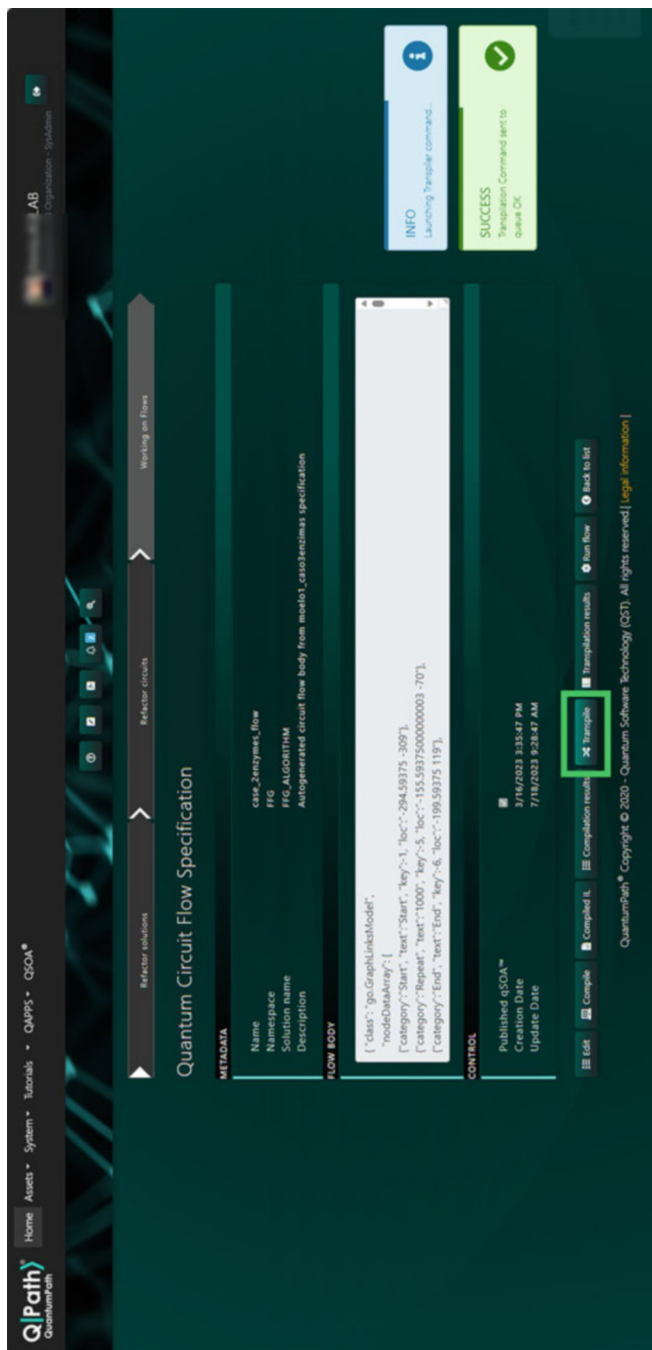 Q|Path⟩®
QuantumPath
Home Assets System Tutorials QAPPS QSOA®
LAB
Organization - SysAdmin
2
Refactor solutions
Refactor circuits
Working on Flows
Quantum Circuit Flow Specification
METADATA
Name case_2enzymes_flow
Namespace FFG
Solution name FFG_ALGORITHM
Description Autogenerated circuit flow body from moelo1_caso3enzimas specification
FLOW BODY
{ "class": "go.GraphLinksModel",
"nodeDataArray": [
{"category":"Start", "text":"Start", "key":-1, "loc":"-294.59375 -309"},
{"category":"Repeat", "text":"1000", "key":-5, "loc":"-155.59375000000003 -70"},
{"category":"End", "text":"End", "key":-6, "loc":"-199.59375 119"},
CONTROL
Published qSOA™
Creation Date 3/16/2023 3:35:47 PM
Update Date 7/18/2023 9:28:47 AM
Edit Compile Compiled IL Compilation results Transpile Transpilation results Run flow Back to list
QuantumPath® Copyright © 2020 - Quantum Software Technology (QST). All rights reserved.| Legal information |
INFO
Launching Transpiler command...
SUCCESS
Transpilation Command sent to
queue OK